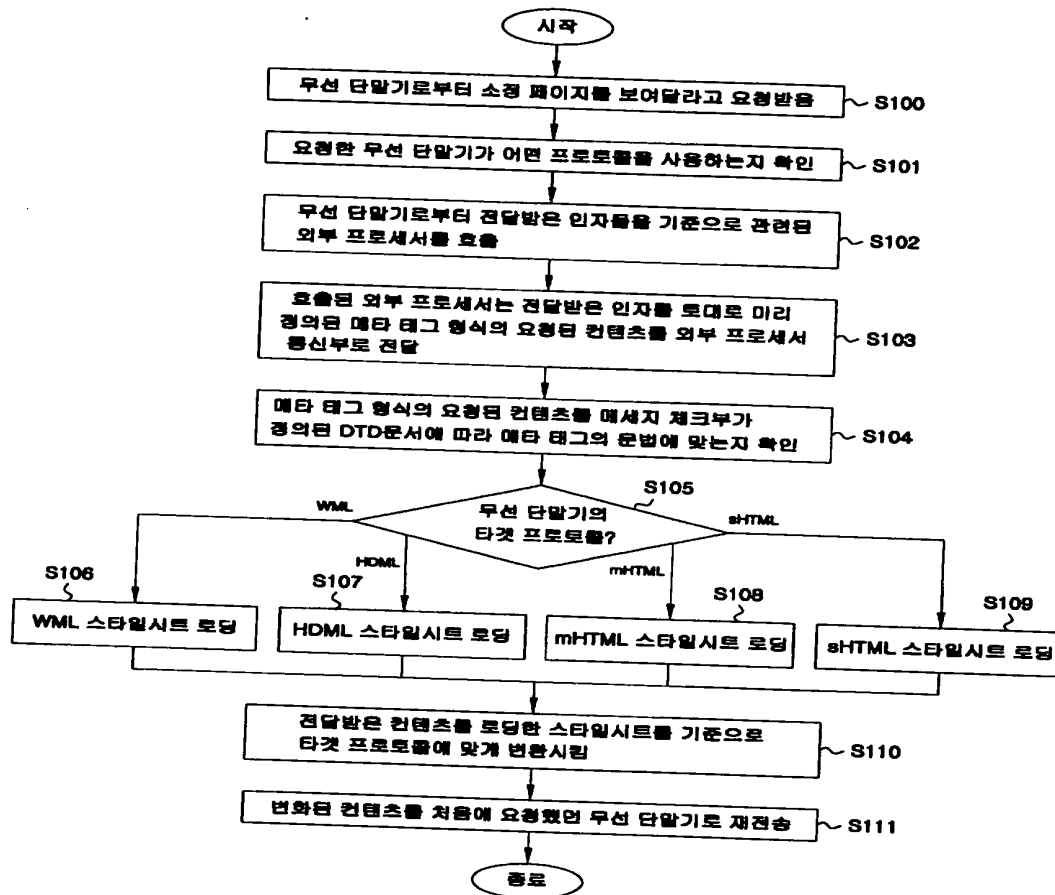 시작
무선 단말기로부터 소정 페이지를 보여달라고 요청받음
S100
요청한 무선 단말기가 어떤 프로토콜을 사용하는지 확인
S101
무선 단말기로부터 전달받은 인자들을 기준으로 관련된
외부 프로세서를 호출
S102
호출된 외부 프로세서는 전달받은 인자를 토대로 미리
정의된 메타 태그 형식의 요청된 컨텐츠를 외부 프로세서
통신부로 전달
S103
메타 태그 형식의 요청된 컨텐츠를 메세지 체크부가
정의된 DTD문서에 따라 메타 태그의 문법에 맞는지 확인
S104
S105
무선 단말기의
타겟 프로토콜?
WML
HDML
mHTML
sHTML
S106
WML 스타일시트 로딩
S107
HDML 스타일시트 로딩
S108
mHTML 스타일시트 로딩
S109
sHTML 스타일시트 로딩
전달받은 컨텐츠를 로딩한 스타일시트를 기준으로
타겟 프로토콜에 맞게 변환시킴
S110
변화된 컨텐츠를 처음에 요청했던 무선 단말기로 재전송
S111
종료